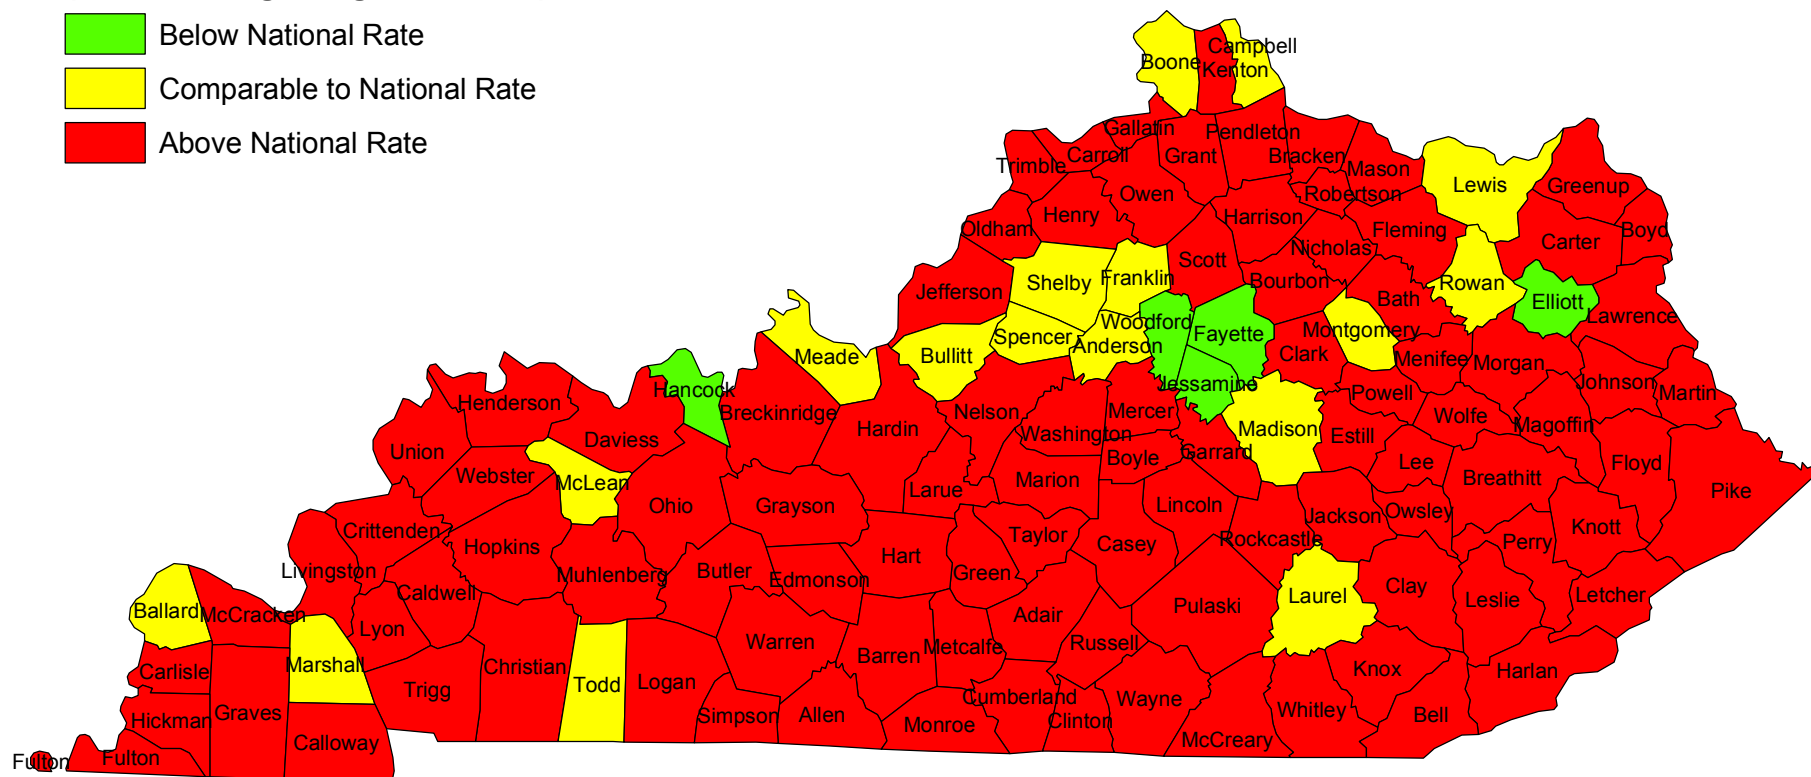 Below National Rate
Comparable to National Rate
Above National Rate
Campbell
Boone
Kenton
Gallatin
Pendleton
Carroll
Grant
Bracken
Trimble
Mason
Owen
Robertson
Lewis
Greenup
Henry
Harrison
Oldham
Fleming
Boyd
Nicholas
Carter
Scott
Shelby
Franklin
Bourbon
Rowan
Jefferson
Bath
Elliott
Lawrence
Woodford
Fayette
Montgomery
Spencer
Anderson
Bullitt
Meade
Clark
Menifee
Morgan
Jessamine
Johnson
Martin
Hancock
Powell
Henderson
Breckinridge
Nelson
Mercer
Wolfe
Magoffin
Daviess
Hardin
Washington
Madison
Estill
Union
Garrard
Boyle
Lee
Floyd
Webster
McLean
Marion
Breathitt
Larue
Pike
Ohio
Grayson
Lincoln
Jackson
Owsley
Crittenden
Knott
Hopkins
Taylor
Casey
Rockcastle
Perry
Hart
Livingston
Muhlenberg
Butler
Edmonson
Green
Caldwell
Clay
Laurel
Leslie
Letcher
Ballard
McCracken
Pulaski
Adair
Lyon
Warren
Russell
Metcalfe
Barren
Marshall
Christian
Carlisle
Knox
Harlan
Todd
Logan
Trigg
Cumberland
Wayne
Graves
Hickman
Simpson
Allen
Monroe
Clinton
Whitley
Bell
Calloway
McCreary
Fulton
Fulton